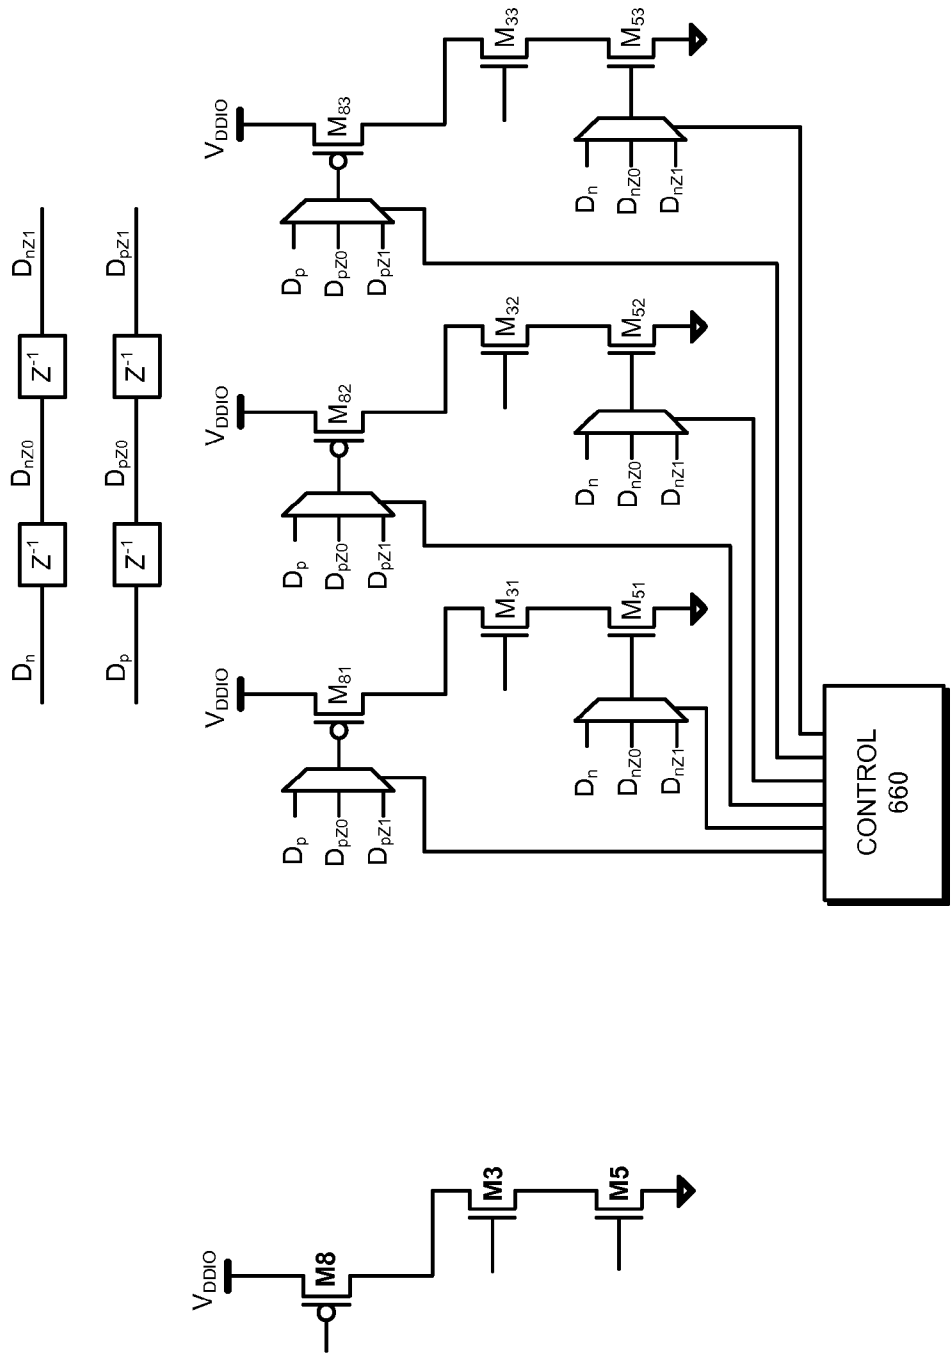 VDDIO
M8
M3
M5
Dn
Z-1
DnZ0
Z-1
DnZ1
Dp
Z-1
DpZ0
Z-1
DpZ1
VDDIO
M81
Dp
DpZ0
DpZ1
M31
M51
Dn
DnZ0
DnZ1
VDDIO
M82
Dp
DpZ0
DpZ1
M32
M52
Dn
DnZ0
DnZ1
VDDIO
M83
Dp
DpZ0
DpZ1
M33
M53
Dn
DnZ0
DnZ1
CONTROL
660